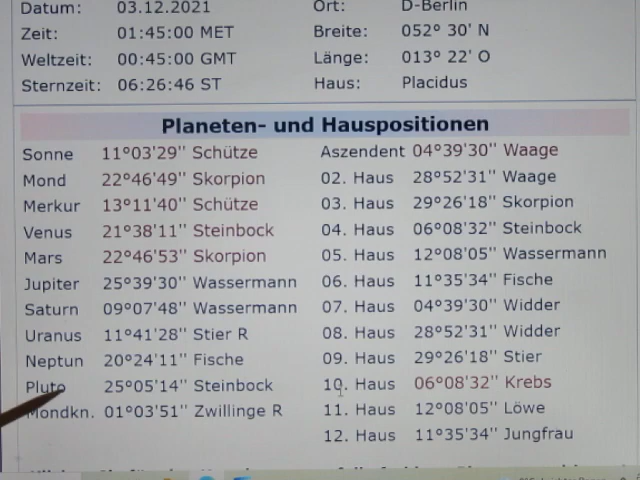 Datum: 03.12.2021 Ort: D-Berlin
Zeit: 01:45:00 MET Breite: 052° 30' N
Weltzeit: 00:45:00 GMT Länge: 013° 22' O
Sternzeit: 06:26:46 ST Haus: Placidus
Planeten- und Hauspositionen
Sonne 11°03'29'' Schütze Aszendent 04°39'30'' Waage
Mond 22°46'49'' Skorpion 02. Haus 28°52'31'' Waage
Merkur 13°11'40'' Schütze 03. Haus 29°26'18'' Skorpion
Venus 21°38'11'' Steinbock 04. Haus 06°08'32'' Steinbock
Mars 22°46'53'' Skorpion 05. Haus 12°08'05'' Wassermann
Jupiter 25°39'30'' Wassermann 06. Haus 11°35'34'' Fische
Saturn 09°07'48'' Wassermann 07. Haus 04°39'30'' Widder
Uranus 11°41'28'' Stier R 08. Haus 28°52'31'' Widder
Neptun 20°24'11'' Fische 09. Haus 29°26'18'' Stier
Pluto 25°05'14'' Steinbock 10. Haus 06°08'32'' Krebs
Mondkn. 01°03'51'' Zwillinge R 11. Haus 12°08'05'' Löwe
12. Haus 11°35'34'' Jungfrau